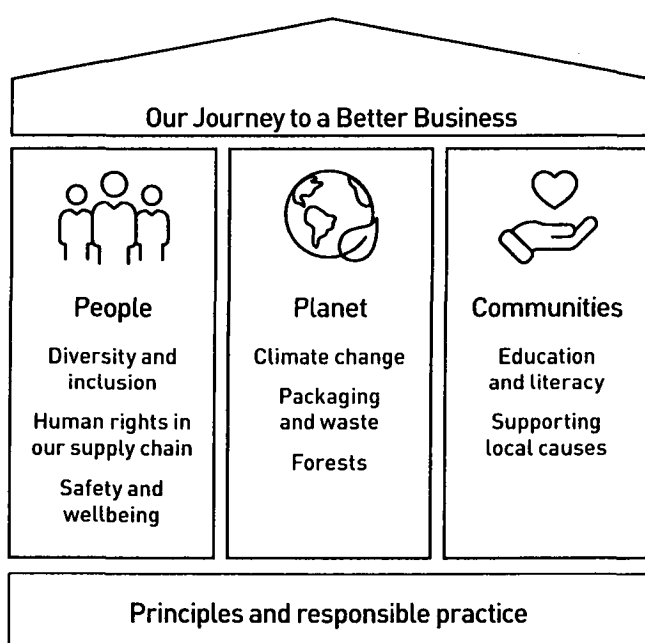 Our Journey to a Better Business
People
Diversity and
inclusion
Human rights in
our supply chain
Safety and
wellbeing
Planet
Climate change
Packaging
and waste
Forests
Communities
Education
and literacy
Supporting
local causes
Principles and responsible practice